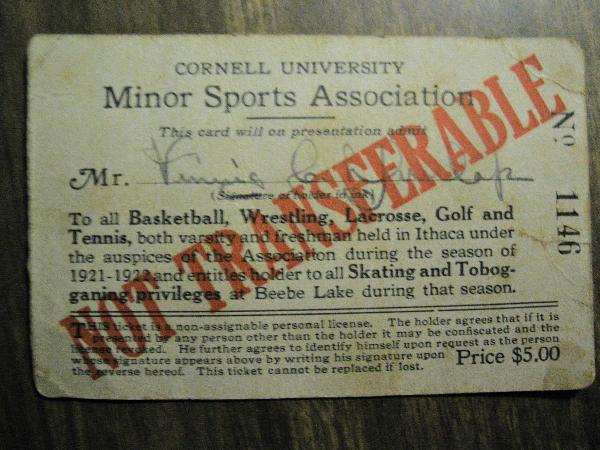 CORNELL UNIVERSITY
Minor Sports Association
This card will on presentation admit
Mr.
(Signature of holder in ink)
To all Basketball, Wrestling, Lacrosse, Golf and
Tennis, both varsity and freshman held in Ithaca under
the auspices of the Association during the season of
1921-1922 and entitles holder to all Skating and Tobog-
ganing privileges at Beebe Lake during that season.
THIS ticket is a non-assignable personal license. The holder agrees that if it is
presented by any person other than the holder it may be confiscated and the
license revoked. He further agrees to identify himself upon request as the person
whose signature appears above by writing his signature upon
the reverse hereof. This ticket cannot be replaced if lost.
Price $5.00
No. 1146
NOT TRANSFERABLE